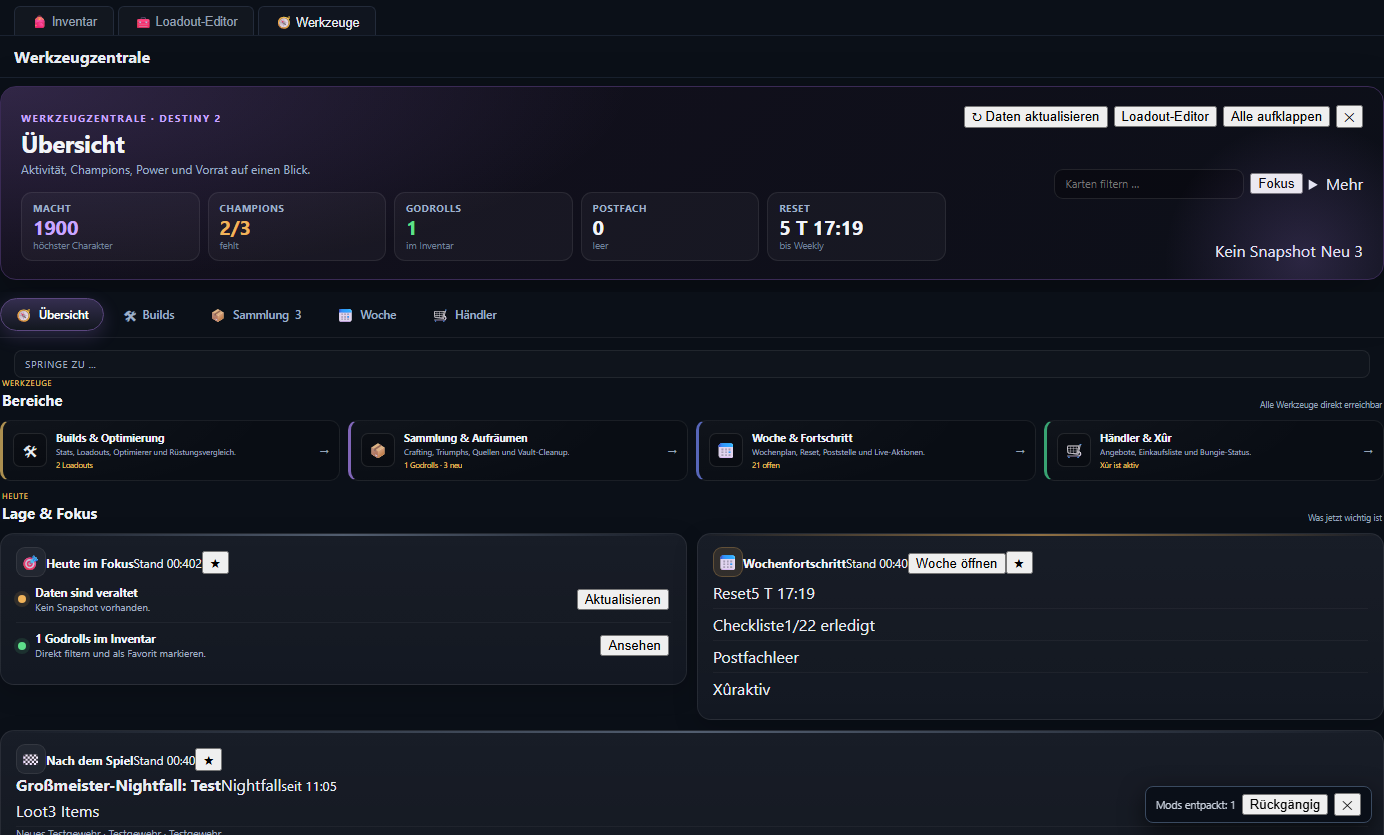 Inventar Loadout-Editor Werkzeuge
Werkzeugzentrale
WERKZEUGZENTRALE · DESTINY 2
Übersicht
Aktivität, Champions, Power und Vorrat auf einen Blick.
↻ Daten aktualisieren Loadout-Editor Alle aufklappen ×
Karten filtern ... Fokus ▶ Mehr
MACHT
1900
höchster Charakter
CHAMPIONS
2/3
fehlt
GODROLLS
1
im Inventar
POSTFACH
0
leer
RESET
5 T 17:19
bis Weekly
Kein Snapshot Neu 3
Übersicht Builds Sammlung 3 Woche Händler
SPRINGE ZU ...
WERKZEUGE
Bereiche
Alle Werkzeuge direkt erreichbar
Builds & Optimierung
Stats, Loadouts, Optimierer und Rüstungsvergleich.
2 Loadouts
→
Sammlung & Aufräumen
Crafting, Triumphs, Quellen und Vault-Cleanup.
1 Godrolls · 3 neu
→
Woche & Fortschritt
Wochenplan, Reset, Poststelle und Live-Aktionen.
21 offen
→
Händler & Xûr
Angebote, Einkaufsliste und Bungie-Status.
Xûr ist aktiv
→
HEUTE
Lage & Fokus
Was jetzt wichtig ist
Heute im FokusStand 00:402 ★
Daten sind veraltet
Kein Snapshot vorhanden.
Aktualisieren
1 Godrolls im Inventar
Direkt filtern und als Favorit markieren.
Ansehen
WochenfortschrittStand 00:40 Woche öffnen ★
Reset5 T 17:19
Checkliste1/22 erledigt
Postfachleer
Xûraktiv
Nach dem SpielStand 00:40 ★
Großmeister-Nightfall: TestNightfallseit 11:05
Loot3 Items
Neues Testgewehr · Testgewehr · Testgewehr
Mods entpackt: 1 Rückgängig ×